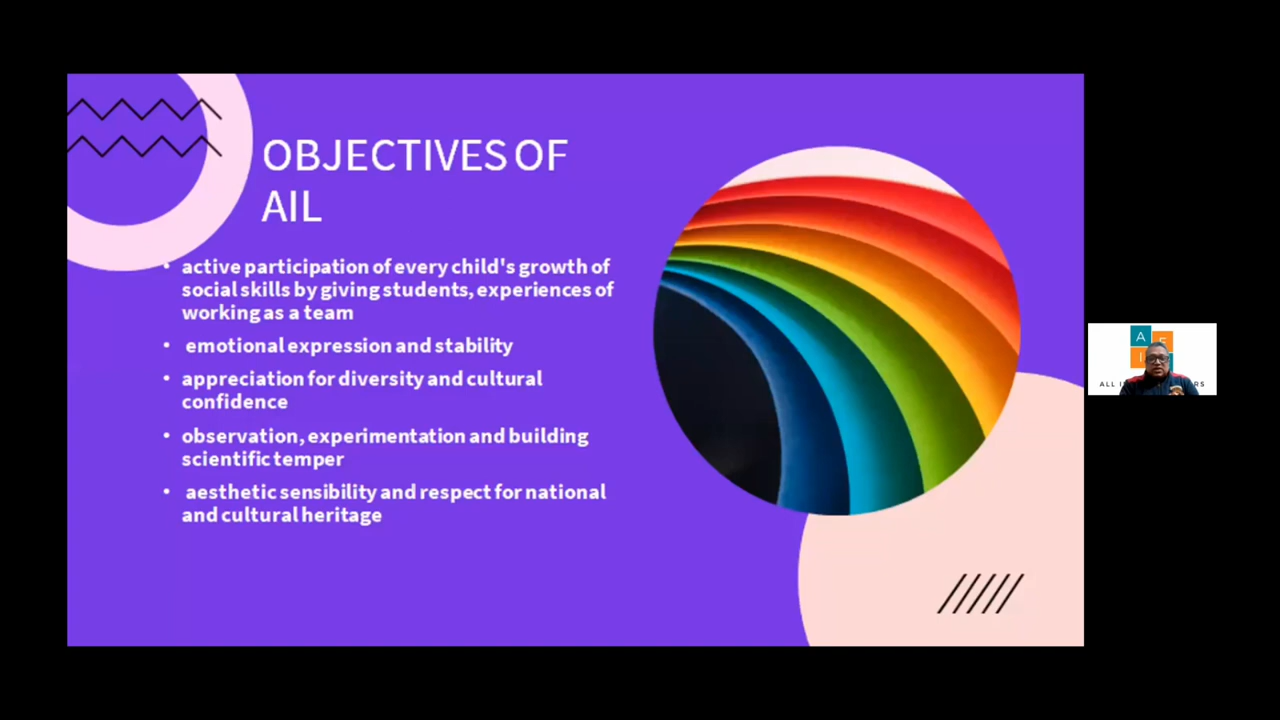 OBJECTIVES OF
AIL
• active participation of every child's growth of
social skills by giving students, experiences of
working as a team
• emotional expression and stability
• appreciation for diversity and cultural
confidence
• observation, experimentation and building
scientific temper
• aesthetic sensibility and respect for national
and cultural heritage
A
I
ALL
RS